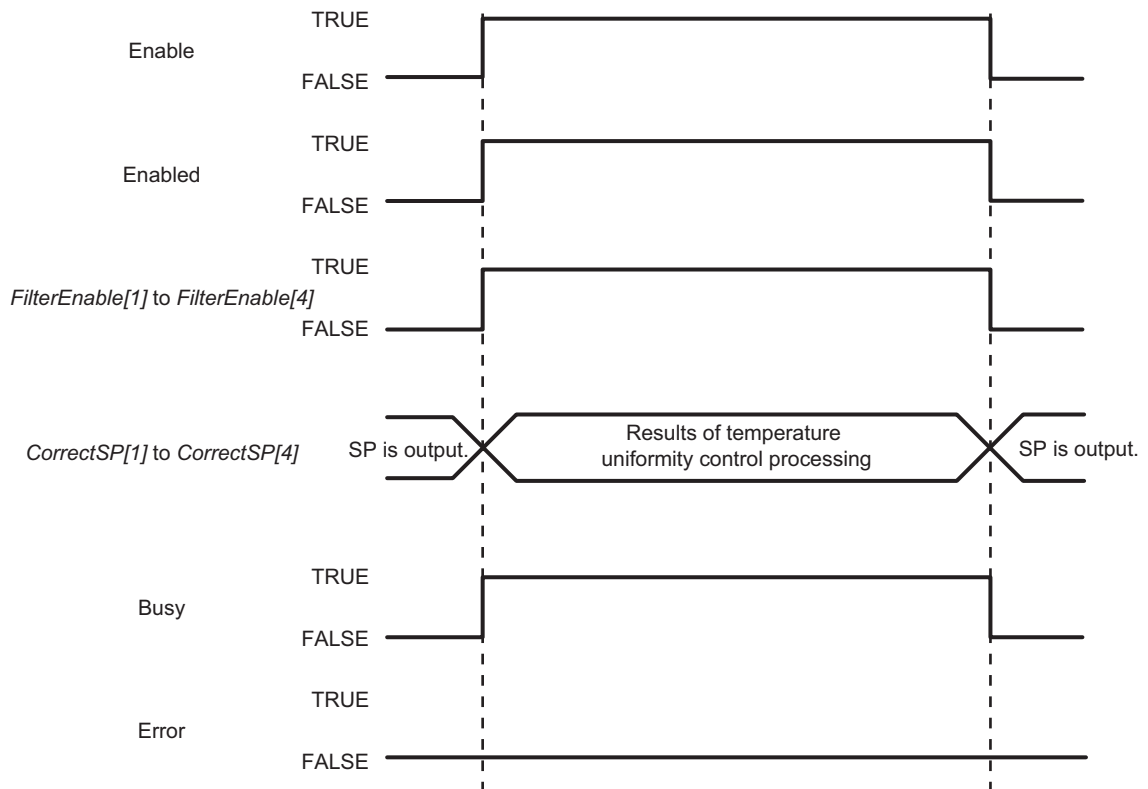 TRUE
Enable
FALSE
TRUE
Enabled
FALSE
TRUE
FilterEnable[1] to FilterEnable[4]
FALSE
CorrectSP[1] to CorrectSP[4]
SP is output.
Results of temperature
uniformity control processing
SP is output.
TRUE
Busy
FALSE
TRUE
Error
FALSE